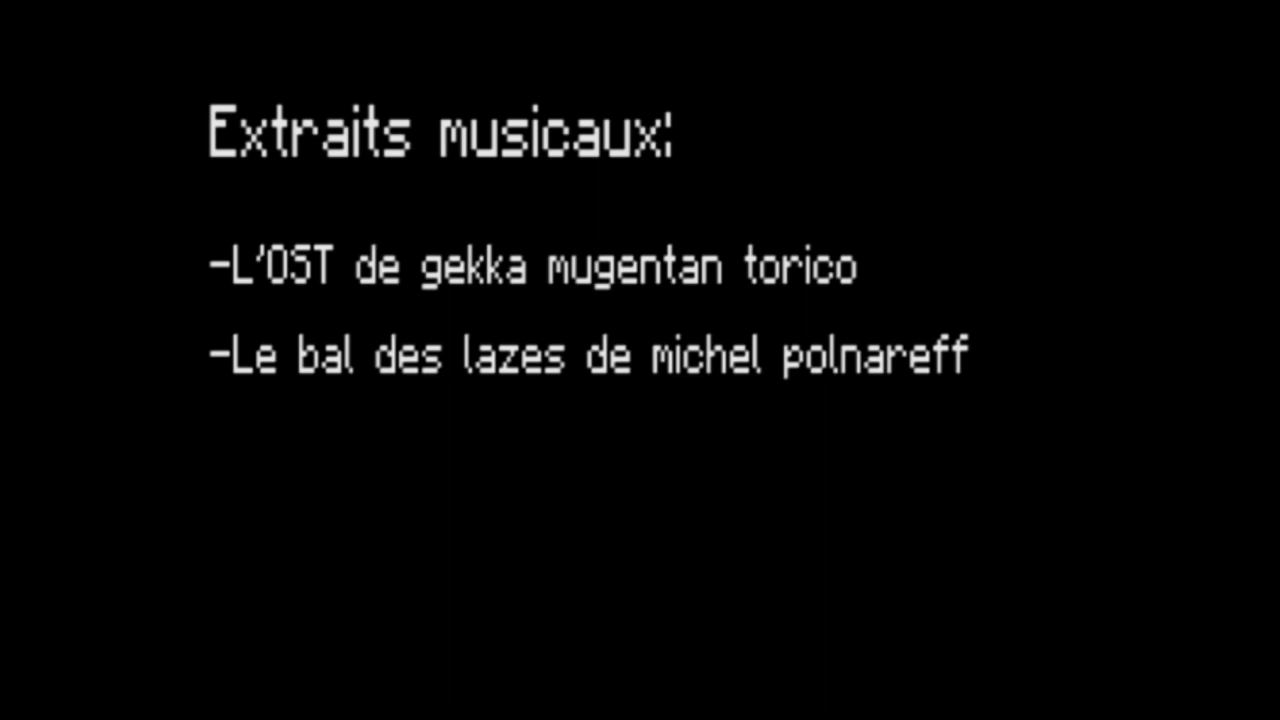 Extraits musicaux:
-L'OST de gekka mugentan torico
-Le bal des lazes de michel polnareff